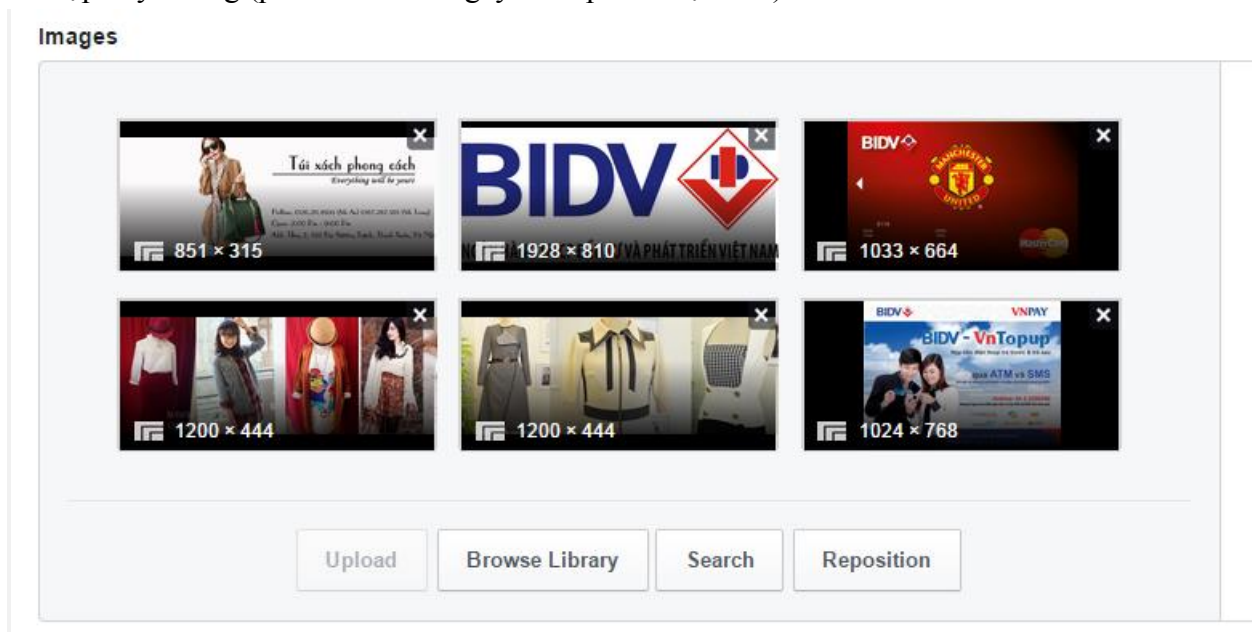 Images
Túi xách phong cách
Everything will be yours
851 × 315
BIDV
VÀ PHÁT TRIỂN VIỆT NAM
1928 × 810
BIDV
MANCHESTER
UNITED
MasterCard
1033 × 664
1200 × 444
1200 × 444
BIDV
VNPAY
BIDV - VnTopup
qua ATM và SMS
1024 × 768
Upload
Browse Library
Search
Reposition